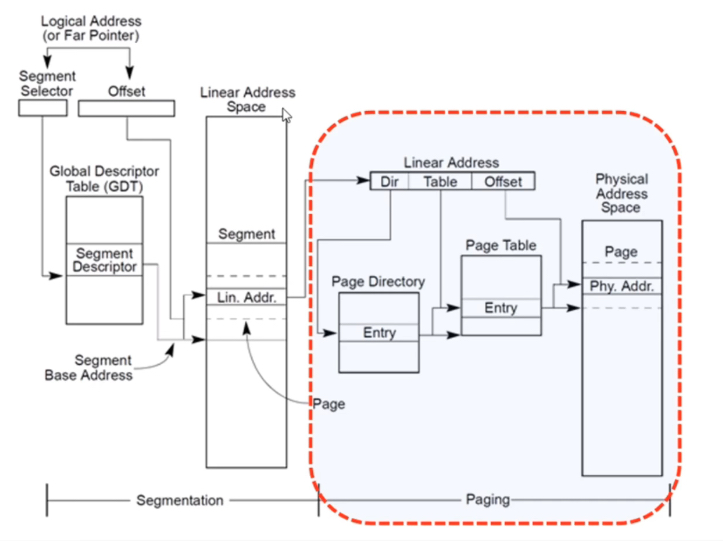 Logical Address
(or Far Pointer)
Segment
Selector
Offset
Linear Address
Space
Global Descriptor
Table (GDT)
Segment
Descriptor
Segment
Lin. Addr.
Segment
Base Address
Page
Linear Address
Dir Table Offset
Physical
Address
Space
Page Table
Page
Page Directory
Phy. Addr.
Entry
Entry
Segmentation
Paging